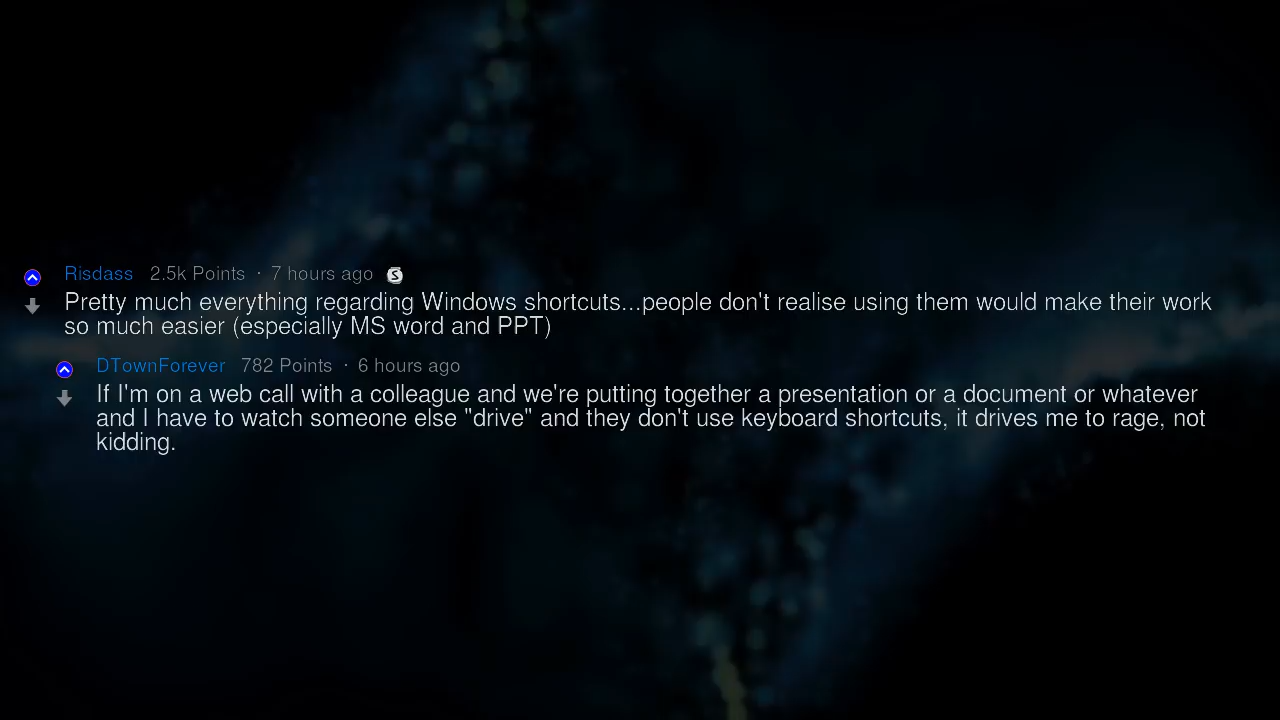 Risdass 2.5k Points · 7 hours ago S
Pretty much everything regarding Windows shortcuts...people don't realise using them would make their work
so much easier (especially MS word and PPT)
DTownForever 782 Points · 6 hours ago
If I'm on a web call with a colleague and we're putting together a presentation or a document or whatever
and I have to watch someone else "drive" and they don't use keyboard shortcuts, it drives me to rage, not
kidding.